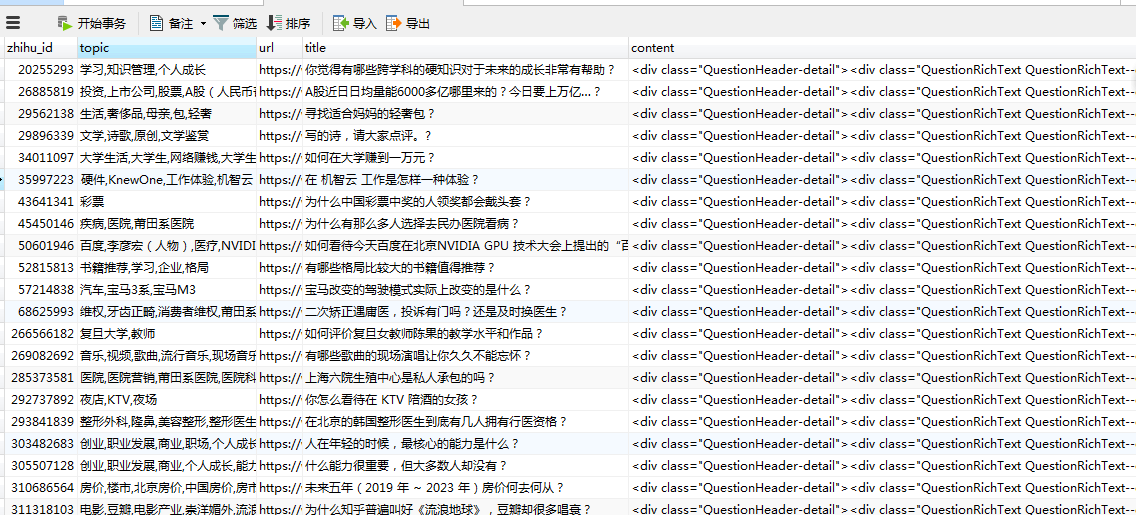 开始事务 备注 筛选 排序 导入 导出
zhihu_id topic url title content
20255293 学习,知识管理,个人成长 https:// 你觉得有哪些跨学科的硬知识对于未来的成长非常有帮助？ <div class="QuestionHeader-detail"><div class="QuestionRichText QuestionRichText--
26885819 投资,上市公司,股票,A股（人民币 https:// A股近日日均量能6000多亿哪里来的？今日要上万亿...？ <div class="QuestionHeader-detail"><div class="QuestionRichText QuestionRichText--
29562138 生活,奢侈品,母亲,包,轻奢 https:// 寻找适合妈妈的轻奢包？ <div class="QuestionHeader-detail"><div class="QuestionRichText QuestionRichText--
29896339 文学,诗歌,原创,文学鉴赏 https:// 写的诗，请大家点评。? <div class="QuestionHeader-detail"><div class="QuestionRichText QuestionRichText--
34011097 大学生活,大学生,网络赚钱,大学生 https:// 如何在大学赚到一万元？ <div class="QuestionHeader-detail"><div class="QuestionRichText QuestionRichText--
35997223 硬件,KnewOne,工作体验,机智云 https:// 在 机智云 工作是怎样一种体验？ <div class="QuestionHeader-detail"><div class="QuestionRichText QuestionRichText--
43641341 彩票 https:// 为什么中国彩票中奖的人领奖都会戴头套？ <div class="QuestionHeader-detail"><div class="QuestionRichText QuestionRichText--
45450146 疾病,医院,莆田系医院 https:// 为什么有那么多人选择去民办医院看病？ <div class="QuestionHeader-detail"><div class="QuestionRichText QuestionRichText--
50601946 百度,李彦宏（人物）,医疗,NVIDI https:// 如何看待今天百度在北京NVIDIA GPU 技术大会上提出的“百 <div class="QuestionHeader-detail"><div class="QuestionRichText QuestionRichText--
52815813 书籍推荐,学习,企业,格局 https:// 有哪些格局比较大的书籍值得推荐？ <div class="QuestionHeader-detail"><div class="QuestionRichText QuestionRichText--
57214838 汽车,宝马3系,宝马M3 https:// 宝马改变的驾驶模式实际上改变的是什么？ <div class="QuestionHeader-detail"><div class="QuestionRichText QuestionRichText--
68625993 维权,牙齿正畸,消费者维权,莆田系 https:// 二次矫正遇庸医，投诉有门吗？还是及时换医生？ <div class="QuestionHeader-detail"><div class="QuestionRichText QuestionRichText--
266566182 复旦大学,教师 https:// 如何评价复旦女教师陈果的教学水平和作品？ <div class="QuestionHeader-detail"><div class="QuestionRichText QuestionRichText--
269082692 音乐,视频,歌曲,流行音乐,现场音乐 https:// 有哪些歌曲的现场演唱让你久久不能忘怀？ <div class="QuestionHeader-detail"><div class="QuestionRichText QuestionRichText--
285373581 医院,医院营销,莆田系医院,医院科 https:// 上海六院生殖中心是私人承包的吗？ <div class="QuestionHeader-detail"><div class="QuestionRichText QuestionRichText--
292737892 夜店,KTV,夜场 https:// 你怎么看待在 KTV 陪酒的女孩？ <div class="QuestionHeader-detail"><div class="QuestionRichText QuestionRichText--
293841839 整形外科,隆鼻,美容整形,整形医生 https:// 在北京的韩国整形医生到底有几人拥有行医资格？ <div class="QuestionHeader-detail"><div class="QuestionRichText QuestionRichText--
303482683 创业,职业发展,商业,职场,个人成长 https:// 人在年轻的时候，最核心的能力是什么？ <div class="QuestionHeader-detail"><div class="QuestionRichText QuestionRichText--
305507128 创业,职业发展,商业,个人成长,能力 https:// 什么能力很重要，但大多数人却没有？ <div class="QuestionHeader-detail"><div class="QuestionRichText QuestionRichText--
310686564 房价,楼市,北京房价,中国房价,房市 https:// 未来五年（2019 年 ~ 2023 年）房价何去何从？ <div class="QuestionHeader-detail"><div class="QuestionRichText QuestionRichText--
311318103 电影,豆瓣,电影产业,崇洋媚外,流浪 https:// 为什么知乎普遍叫好《流浪地球》，豆瓣却很多唱衰？ <div class="QuestionHeader-detail"><div class="QuestionRichText QuestionRichText--